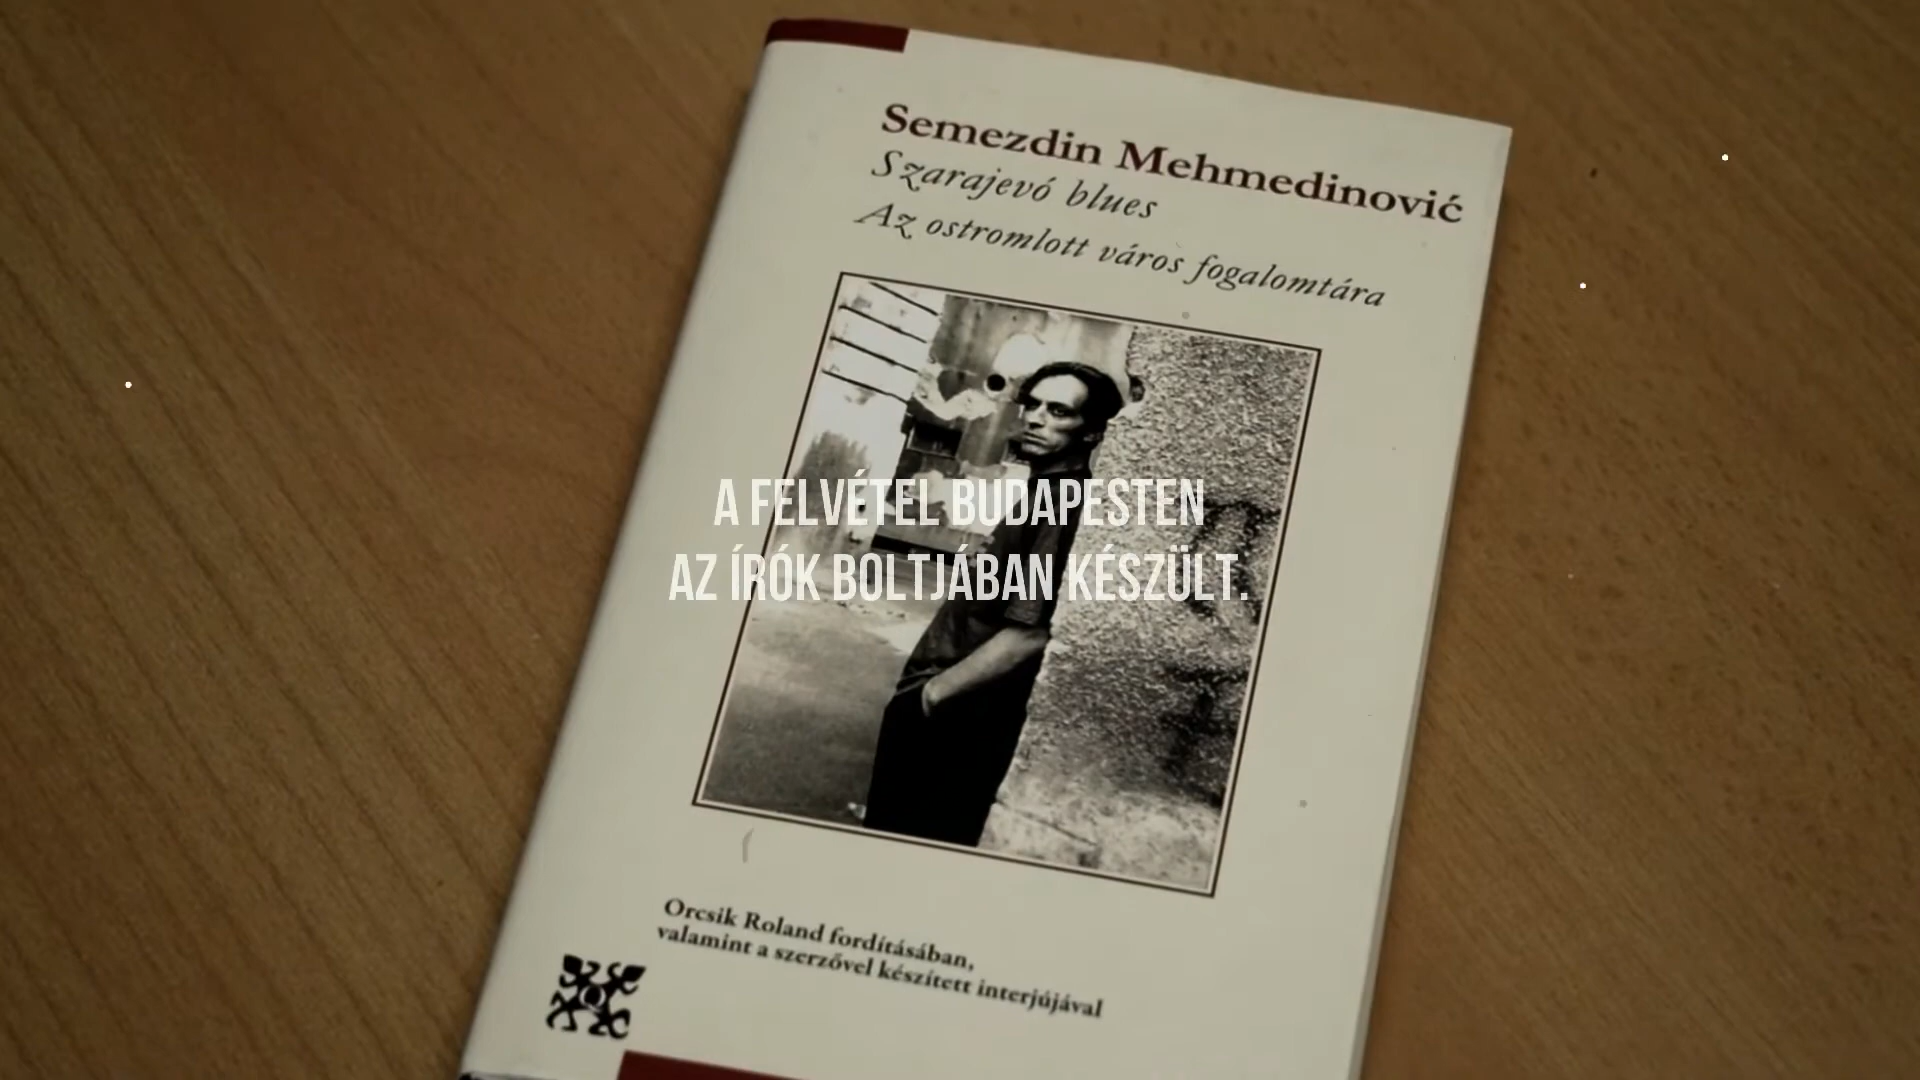 Semezdin Mehmedinović
Szarajevó blues
Az ostromlott város fogalomtára
A FELVÉTEL BUDAPESTEN
AZ ÍRÓK BOLTJÁBAN KÉSZÜLT.
Orcsik Roland fordításában,
valamint a szerzővel készített interjújával